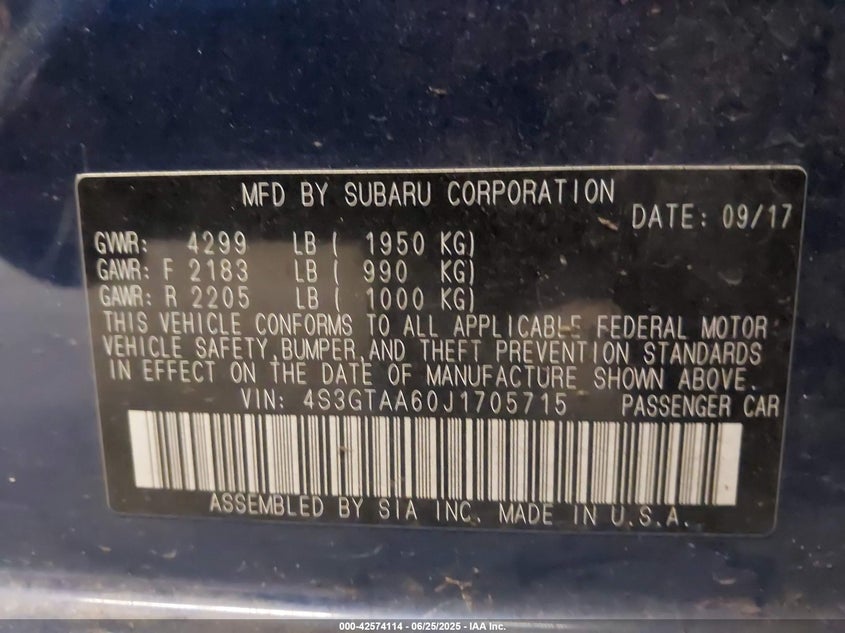 MFD BY SUBARU CORPORATION
DATE: 09/17
GVWR: 4299 LB ( 1950 KG)
GAWR: F 2183 LB ( 990 KG)
GAWR: R 2205 LB ( 1000 KG)
THIS VEHICLE CONFORMS TO ALL APPLICABLE FEDERAL MOTOR
VEHICLE SAFETY, BUMPER, AND THEFT PREVENTION STANDARDS
IN EFFECT ON THE DATE OF MANUFACTURE SHOWN ABOVE.
VIN: 4S3GTAA60J1705715 PASSENGER CAR
ASSEMBLED BY SIA INC. MADE IN U.S.A.
000-42574114 - 06/25/2025 - IAA Inc.